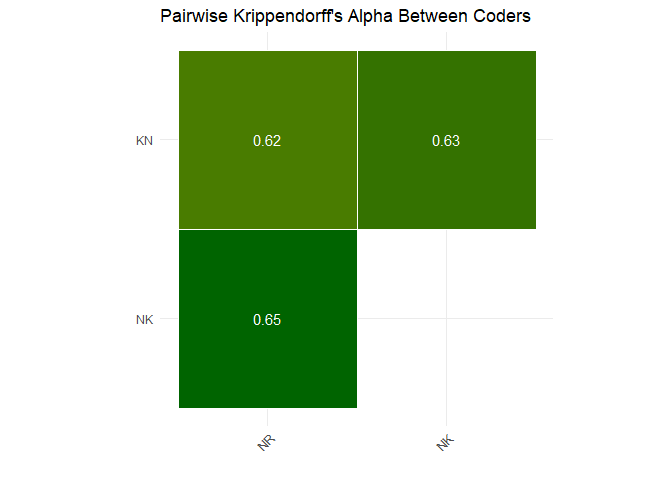 Pairwise Krippendorff's Alpha Between Coders
KN
0.62
0.63
NK
0.65
NR
NK